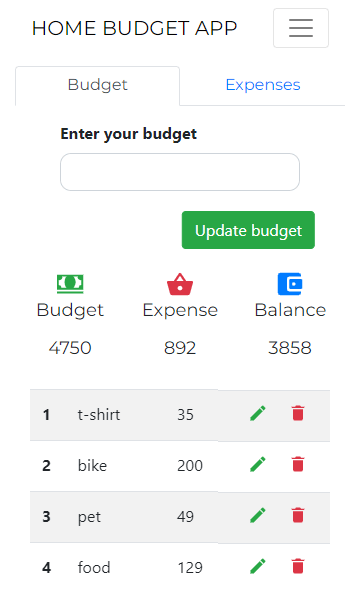 HOME BUDGET APP
Budget Expenses
Enter your budget
Update budget
Budget Expense Balance
4750 892 3858
1 t-shirt 35
2 bike 200
3 pet 49
4 food 129